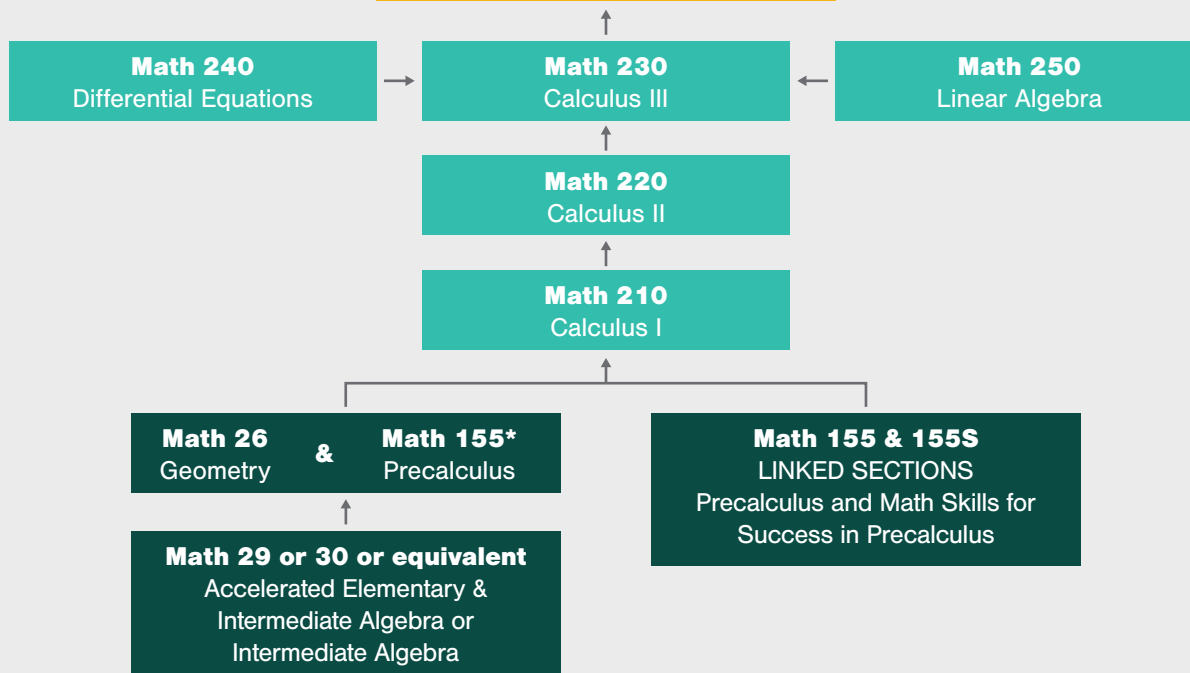 Math 240
Differential Equations
Math 230
Calculus III
Math 250
Linear Algebra
Math 220
Calculus II
Math 210
Calculus I
Math 26
Geometry
&
Math 155*
Precalculus
Math 155 & 155S
LINKED SECTIONS
Precalculus and Math Skills for
Success in Precalculus
Math 29 or 30 or equivalent
Accelerated Elementary &
Intermediate Algebra or
Intermediate Algebra